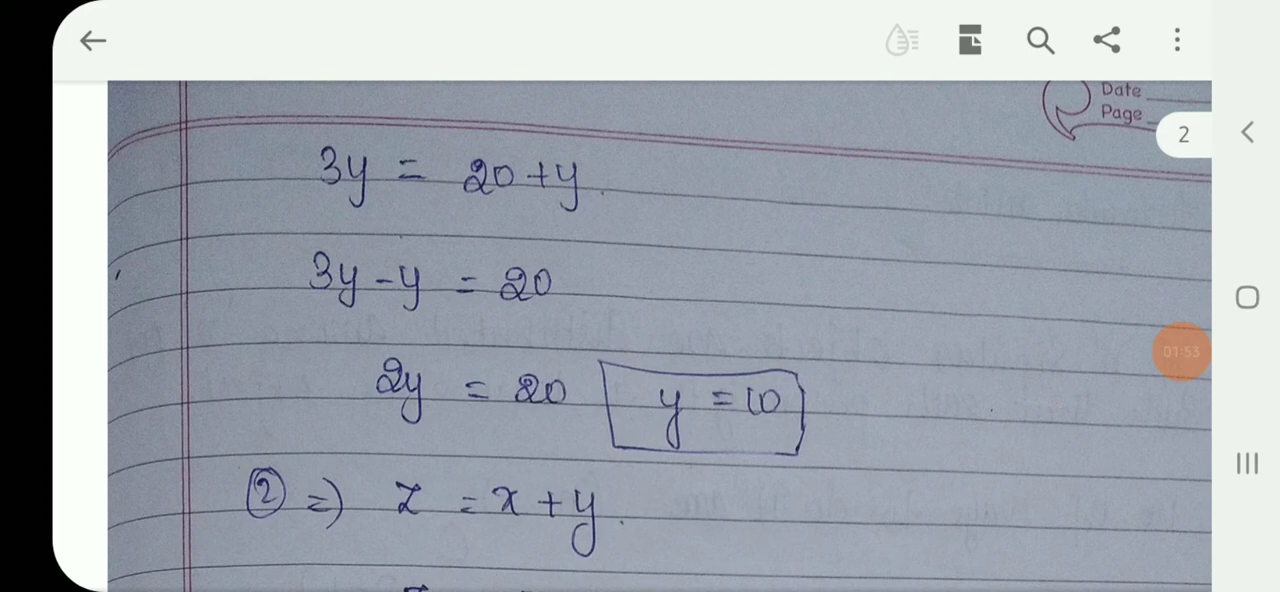 Date
Page
2
3y = 20 + y.
3y - y = 20
01:53
2y = 20 y = 10
② => z = x + y.